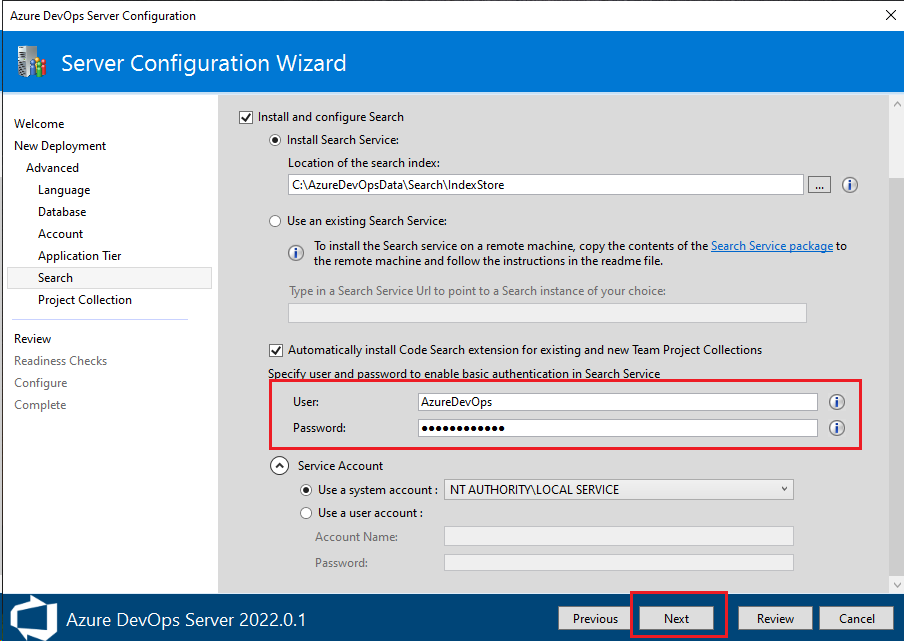 Azure DevOps Server Configuration
Server Configuration Wizard
Welcome
New Deployment
Advanced
Language
Database
Account
Application Tier
Search
Project Collection
Review
Readiness Checks
Configure
Complete
Install and configure Search
Install Search Service:
Location of the search index:
C:\AzureDevOpsData\Search\IndexStore
...
Use an existing Search Service:
To install the Search service on a remote machine, copy the contents of the Search Service package to
the remote machine and follow the instructions in the readme file.
Type in a Search Service Url to point to a Search instance of your choice:
Automatically install Code Search extension for existing and new Team Project Collections
Specify user and password to enable basic authentication in Search Service
User: AzureDevOps
Password: ●●●●●●●●●●●●
Service Account
Use a system account : NT AUTHORITY\LOCAL SERVICE
Use a user account :
Account Name:
Password:
Azure DevOps Server 2022.0.1
Previous Next Review Cancel